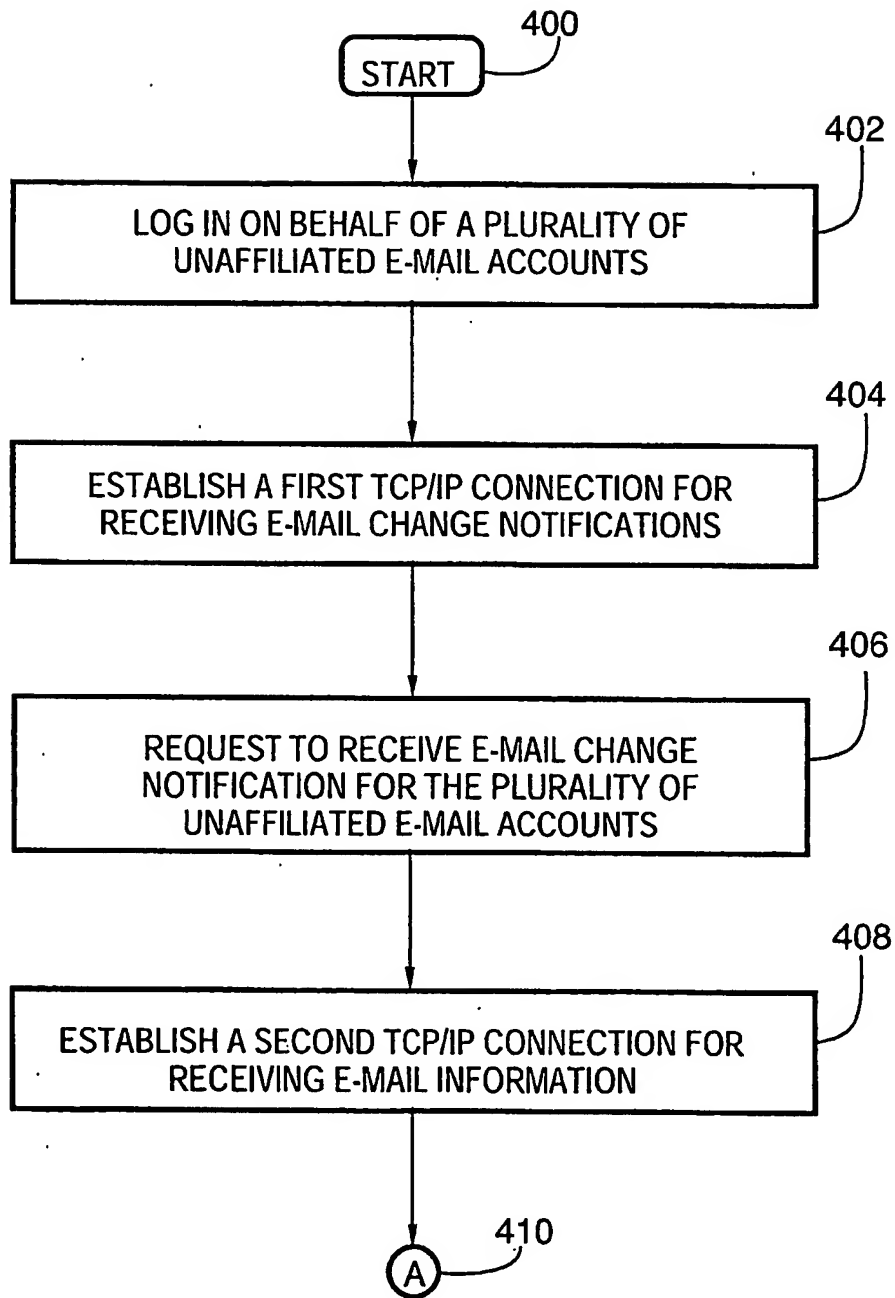 400
START
402
LOG IN ON BEHALF OF A PLURALITY OF
UNAFFILIATED E-MAIL ACCOUNTS
404
ESTABLISH A FIRST TCP/IP CONNECTION FOR
RECEIVING E-MAIL CHANGE NOTIFICATIONS
406
REQUEST TO RECEIVE E-MAIL CHANGE
NOTIFICATION FOR THE PLURALITY OF
UNAFFILIATED E-MAIL ACCOUNTS
408
ESTABLISH A SECOND TCP/IP CONNECTION FOR
RECEIVING E-MAIL INFORMATION
410
A